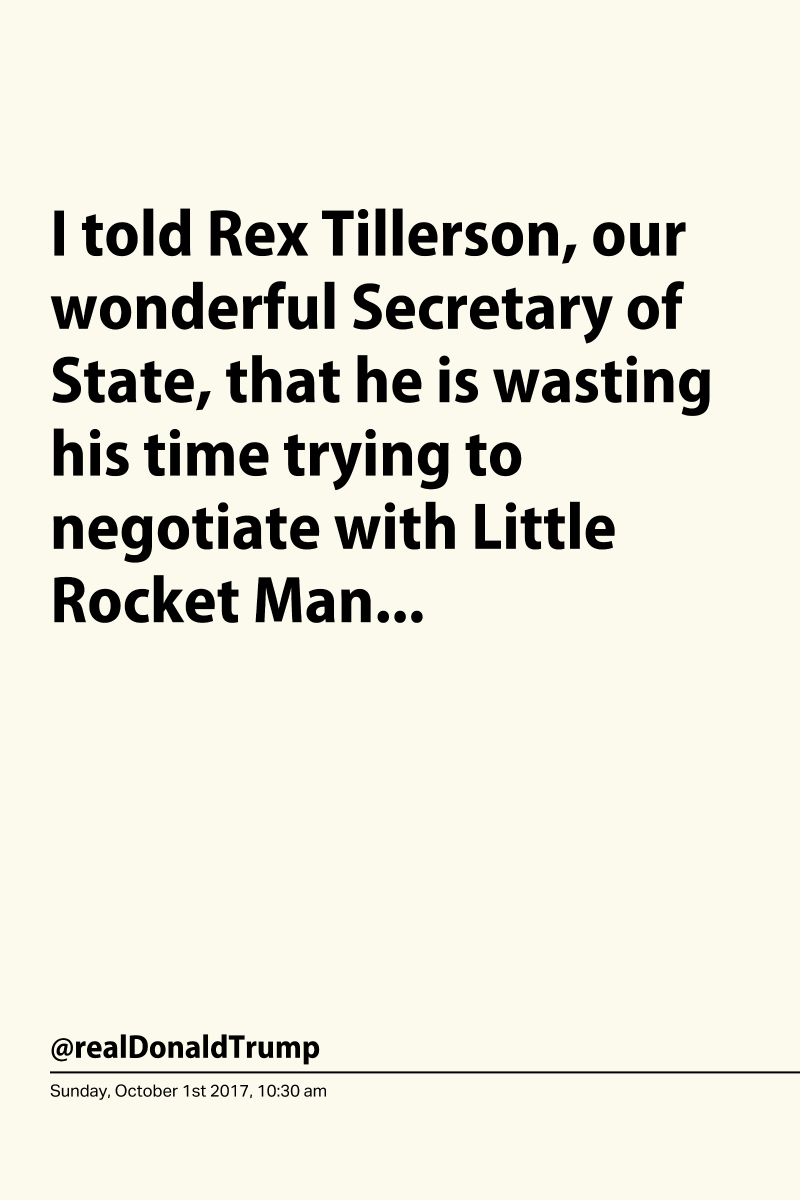 I told Rex Tillerson, our
wonderful Secretary of
State, that he is wasting
his time trying to
negotiate with Little
Rocket Man...
@realDonaldTrump
Sunday, October 1st 2017, 10:30 am